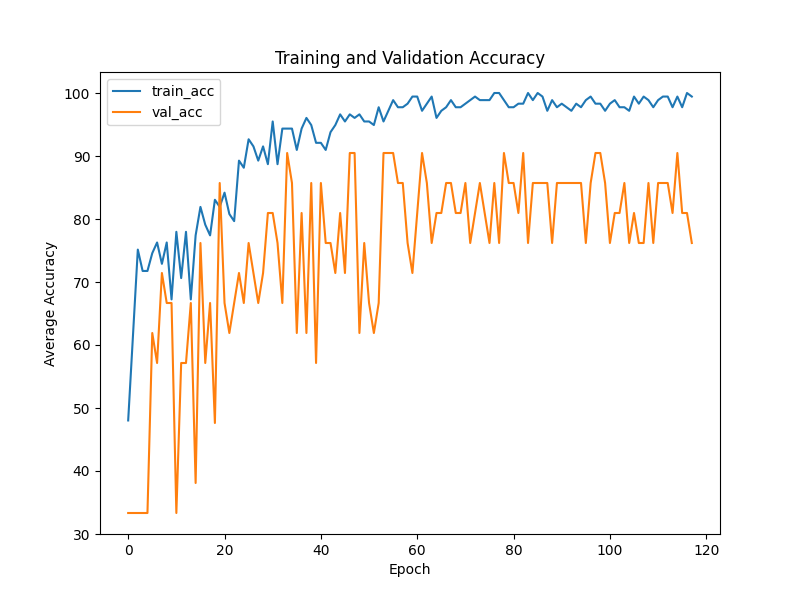 Training and Validation Accuracy
train_acc
val_acc
100
90
80
70
60
50
40
30
Average Accuracy
0 20 40 60 80 100 120
Epoch